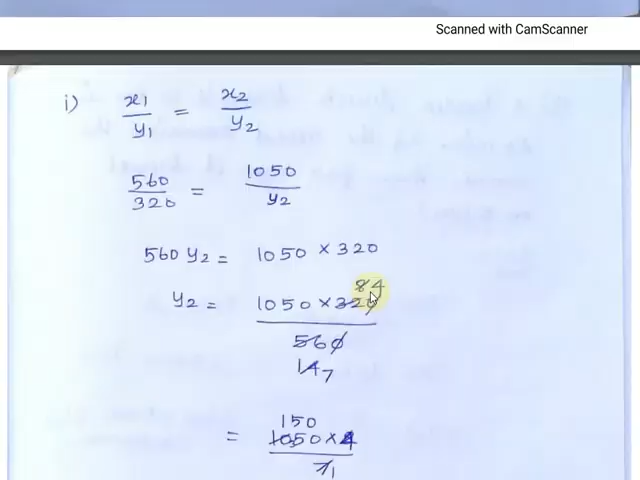 Scanned with CamScanner
i) x1/y1 = x2/y2
560/320 = 1050/y2
560 y2 = 1050 × 320
84
y2 = 1050 × 320
560
14 7
150
= 1050 × 4
7 1